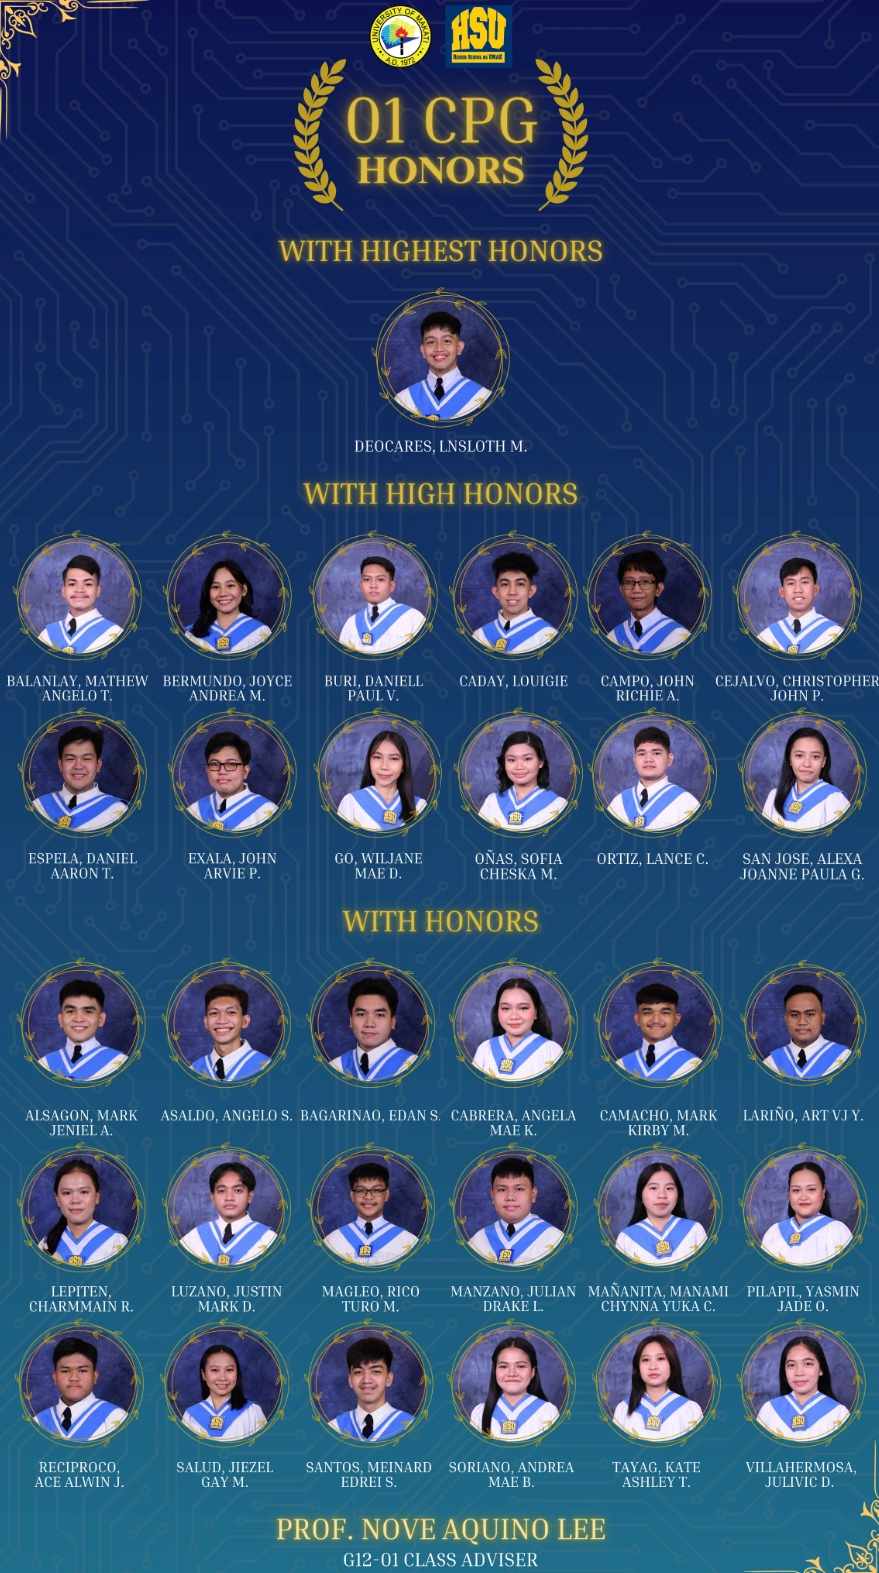 UNIVERSITY OF MAKATI
A.D. 1972
HSU
HIGHER SCHOOL NG UMAK
01 CPG
HONORS
WITH HIGHEST HONORS
DEOCARES, LNSLOTH M.
WITH HIGH HONORS
BALANLAY, MATHEW
ANGELO T.
BERMUNDO, JOYCE
ANDREA M.
BURI, DANIELL
PAUL V.
CADAY, LOUIGIE
CAMPO, JOHN
RICHIE A.
CEJALVO, CHRISTOPHER
JOHN P.
ESPELA, DANIEL
AARON T.
EXALA, JOHN
ARVIE P.
GO, WILJANE
MAE D.
OÑAS, SOFIA
CHESKA M.
ORTIZ, LANCE C.
SAN JOSE, ALEXA
JOANNE PAULA G.
WITH HONORS
ALSAGON, MARK
JENIEL A.
ASALDO, ANGELO S.
BAGARINAO, EDAN S.
CABRERA, ANGELA
MAE K.
CAMACHO, MARK
KIRBY M.
LARIÑO, ART VJ Y.
LEPITEN,
CHARMMAIN R.
LUZANO, JUSTIN
MARK D.
MAGLEO, RICO
TURO M.
MANZANO, JULIAN
DRAKE L.
MAÑANITA, MANAMI
CHYNNA YUKA C.
PILAPIL, YASMIN
JADE O.
RECIPROCO,
ACE ALWIN J.
SALUD, JIEZEL
GAY M.
SANTOS, MEINARD
EDREI S.
SORIANO, ANDREA
MAE B.
TAYAG, KATE
ASHLEY T.
VILLAHERMOSA,
JULIVIC D.
PROF. NOVE AQUINO LEE
G12-01 CLASS ADVISER